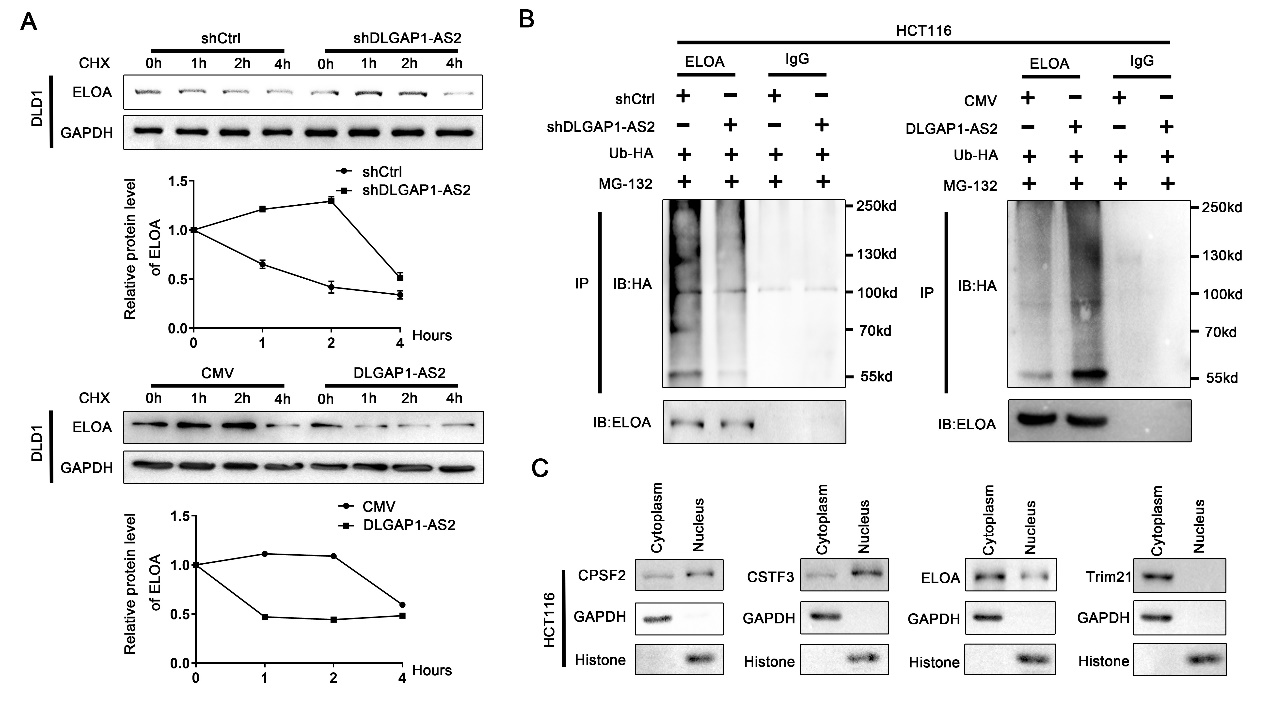 A
shCtrl shDLGAP1-AS2
CHX 0h 1h 2h 4h 0h 1h 2h 4h
DLD1
ELOA
GAPDH
shCtrl
shDLGAP1-AS2
Relative protein level
of ELOA
1.5
1.0
0.5
0.0
0 1 2 4 Hours
CMV DLGAP1-AS2
CHX 0h 1h 2h 4h 0h 1h 2h 4h
DLD1
ELOA
GAPDH
CMV
DLGAP1-AS2
Relative protein level
of ELOA
1.5
1.0
0.5
0.0
0 1 2 4 Hours
B
HCT116
ELOA IgG
shCtrl + − + −
shDLGAP1-AS2 − + − +
Ub-HA + + + +
MG-132 + + + +
IP
IB:HA
250kd
130kd
100kd
70kd
55kd
IB:ELOA
ELOA IgG
CMV + − + −
DLGAP1-AS2 − + − +
Ub-HA + + + +
MG-132 + + + +
IP
IB:HA
250kd
130kd
100kd
70kd
55kd
IB:ELOA
C
HCT116
Cytoplasm Nucleus
CPSF2
GAPDH
Histone
Cytoplasm Nucleus
CSTF3
GAPDH
Histone
Cytoplasm Nucleus
ELOA
GAPDH
Histone
Cytoplasm Nucleus
Trim21
GAPDH
Histone